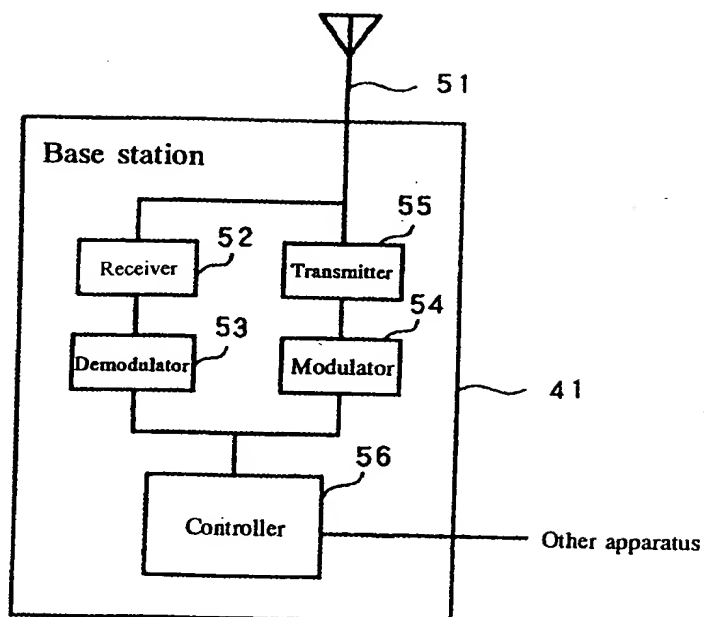 51
Base station
55
52
Receiver
Transmitter
54
53
Demodulator
Modulator
41
56
Controller
Other apparatus